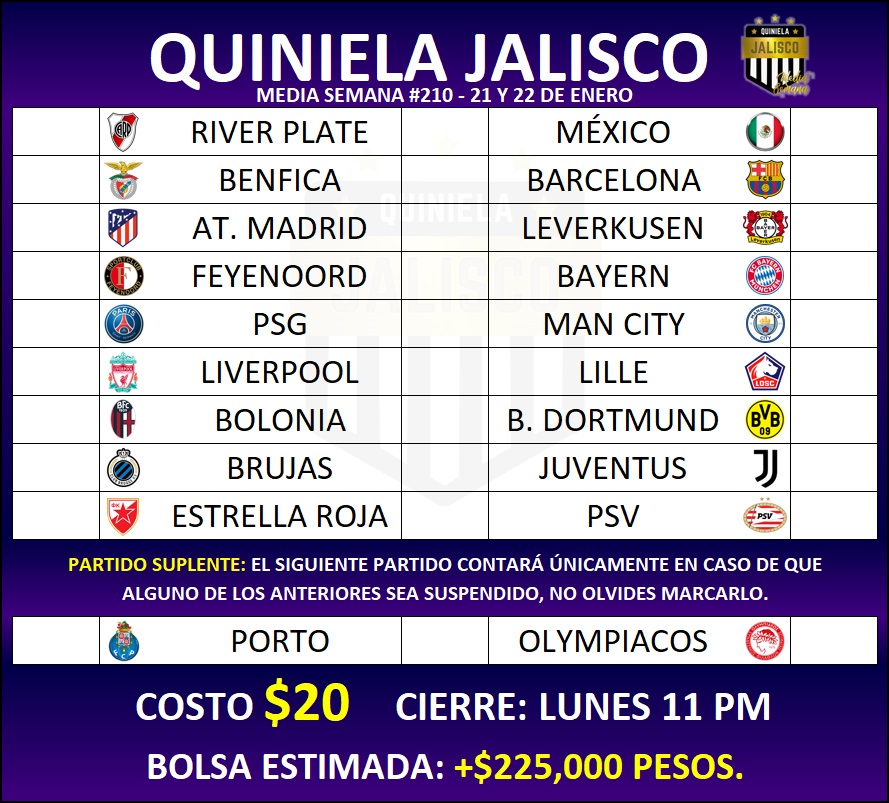 QUINIELA JALISCO
QUINIELA
JALISCO
Media
Semana
MEDIA SEMANA #210 - 21 Y 22 DE ENERO
RIVER PLATE MÉXICO
BENFICA BARCELONA
QUINIELA
AT. MADRID LEVERKUSEN
FEYENOORD BAYERN
JALISCO
PSG MAN CITY
LIVERPOOL LILLE
BOLONIA B. DORTMUND
BRUJAS JUVENTUS
ESTRELLA ROJA PSV
PARTIDO SUPLENTE: EL SIGUIENTE PARTIDO CONTARÁ ÚNICAMENTE EN CASO DE QUE
ALGUNO DE LOS ANTERIORES SEA SUSPENDIDO, NO OLVIDES MARCARLO.
PORTO OLYMPIACOS
COSTO $20 CIERRE: LUNES 11 PM
BOLSA ESTIMADA: +$225,000 PESOS.